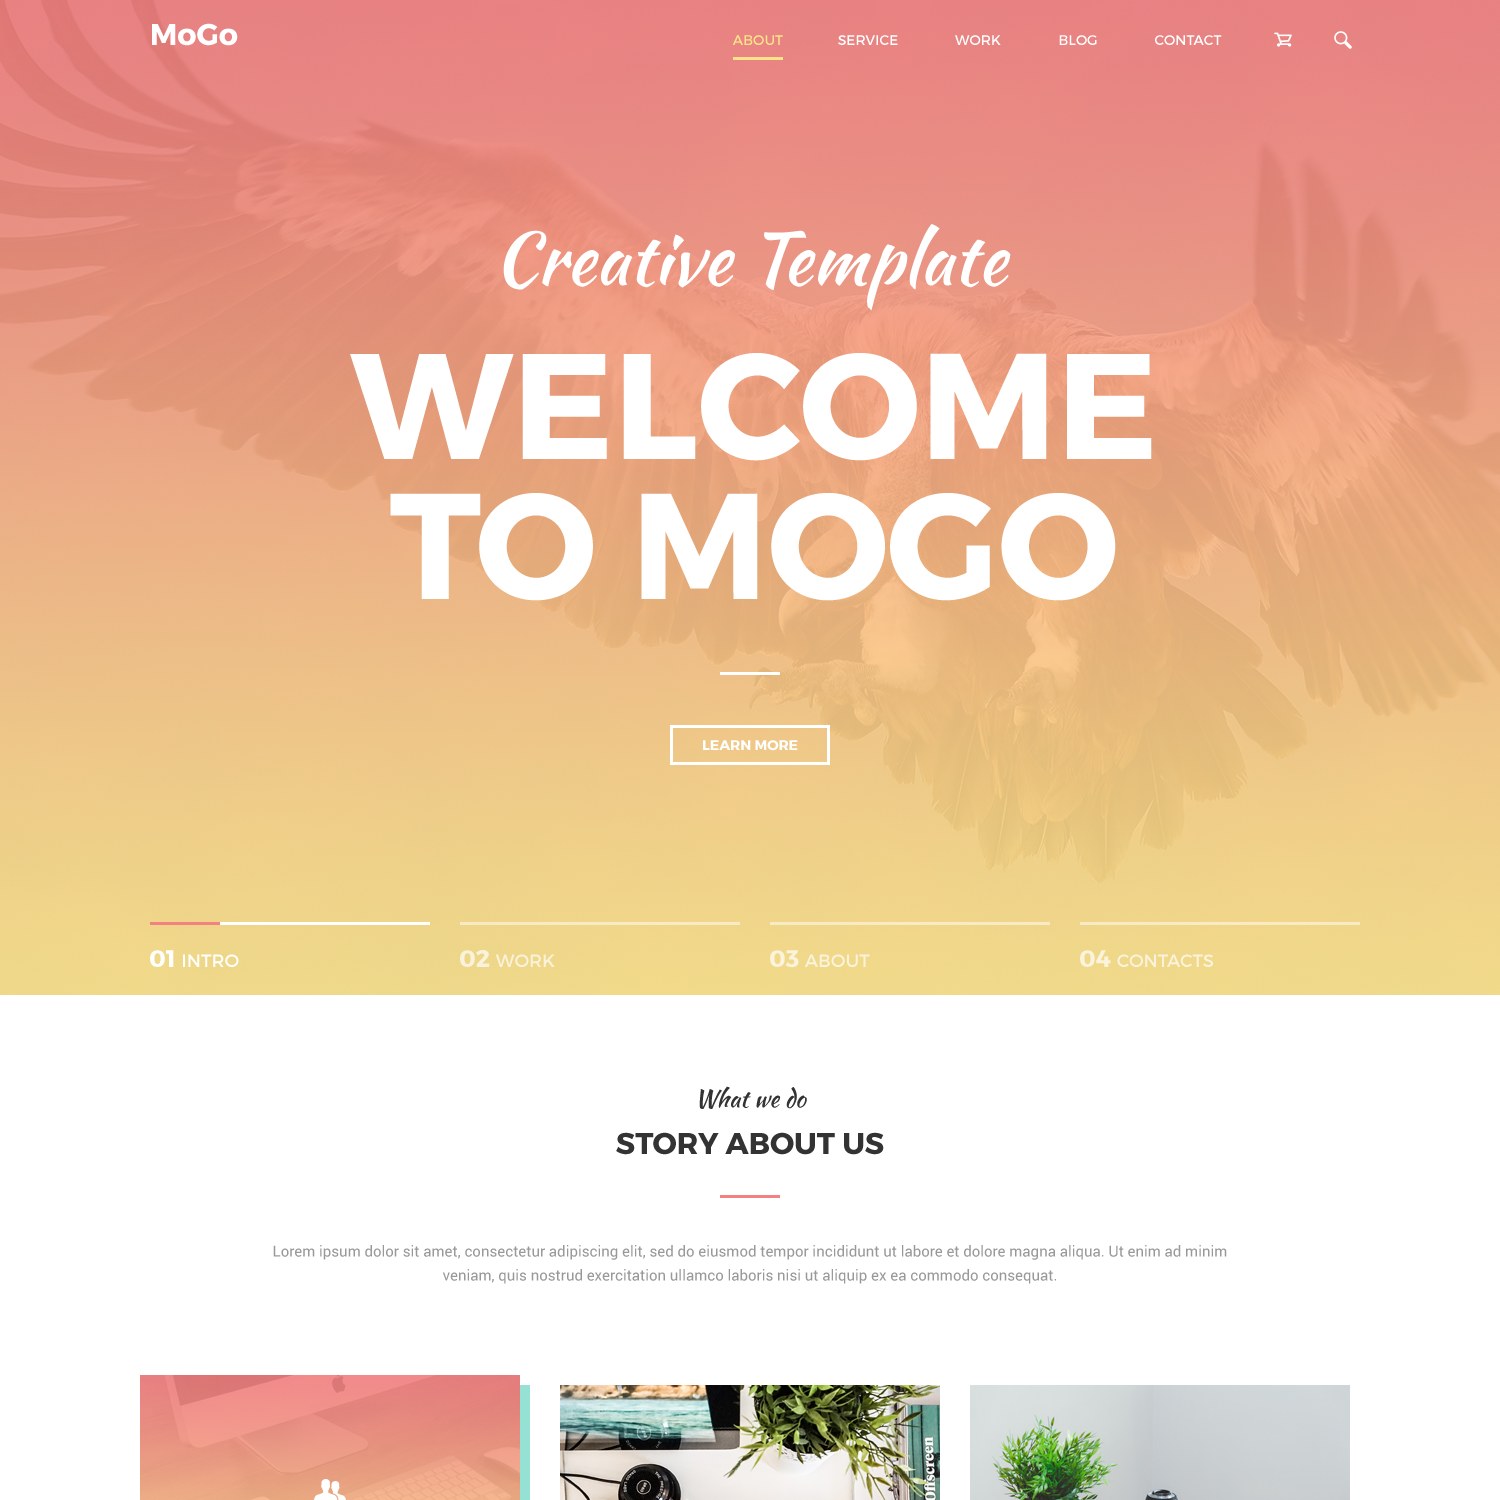 MoGo
ABOUT SERVICE WORK BLOG CONTACT
Creative Template
WELCOME
TO MOGO
LEARN MORE
01 INTRO 02 WORK 03 ABOUT 04 CONTACTS
What we do
STORY ABOUT US
Lorem ipsum dolor sit amet, consectetur adipiscing elit, sed do eiusmod tempor incididunt ut labore et dolore magna aliqua. Ut enim ad minim
veniam, quis nostrud exercitation ullamco laboris nisi ut aliquip ex ea commodo consequat.
Offscreen